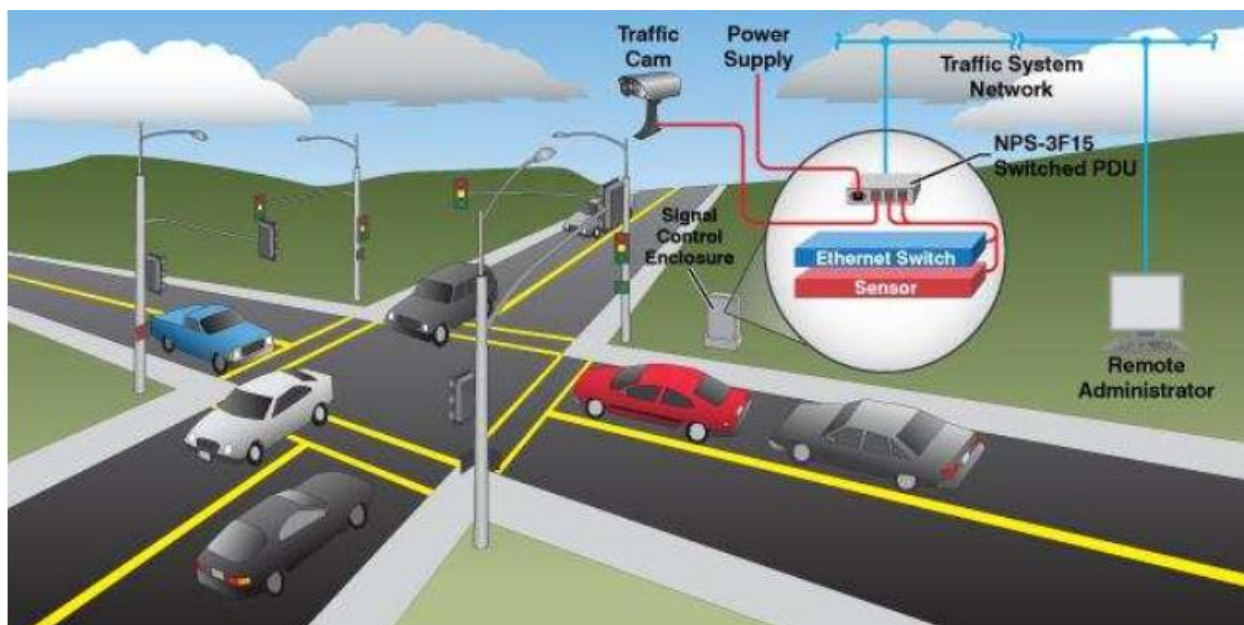 Traffic
Cam
Power
Supply
Traffic System
Network
NPS-3F15
Switched PDU
Signal
Control
Enclosure
Ethernet Switch
Sensor
Remote
Administrator